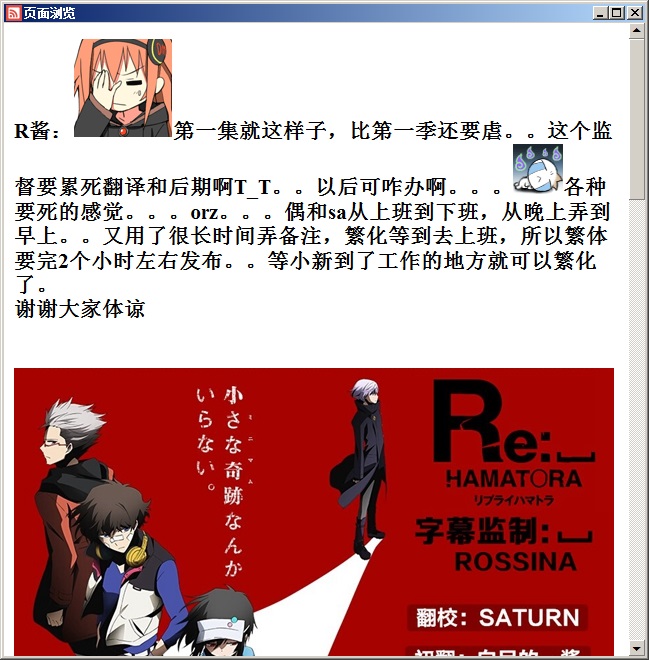 页面浏览
R酱：第一集就这样子，比第一季还要虐。。这个监
督要累死翻译和后期啊T_T。。以后可咋办啊。。。各种
要死的感觉。。。orz。。。偶和sa从上班到下班，从晚上弄到
早上。。又用了很长时间弄备注，繁化等到去上班，所以繁体
要完2个小时左右发布。。等小新到了工作的地方就可以繁化
了。
谢谢大家体谅
小さな奇跡なんか
ミニマム
いらない。
Re:␣
HAMATORA
リプライハマトラ
字幕监制:␣
ROSSINA
翻校：SATURN